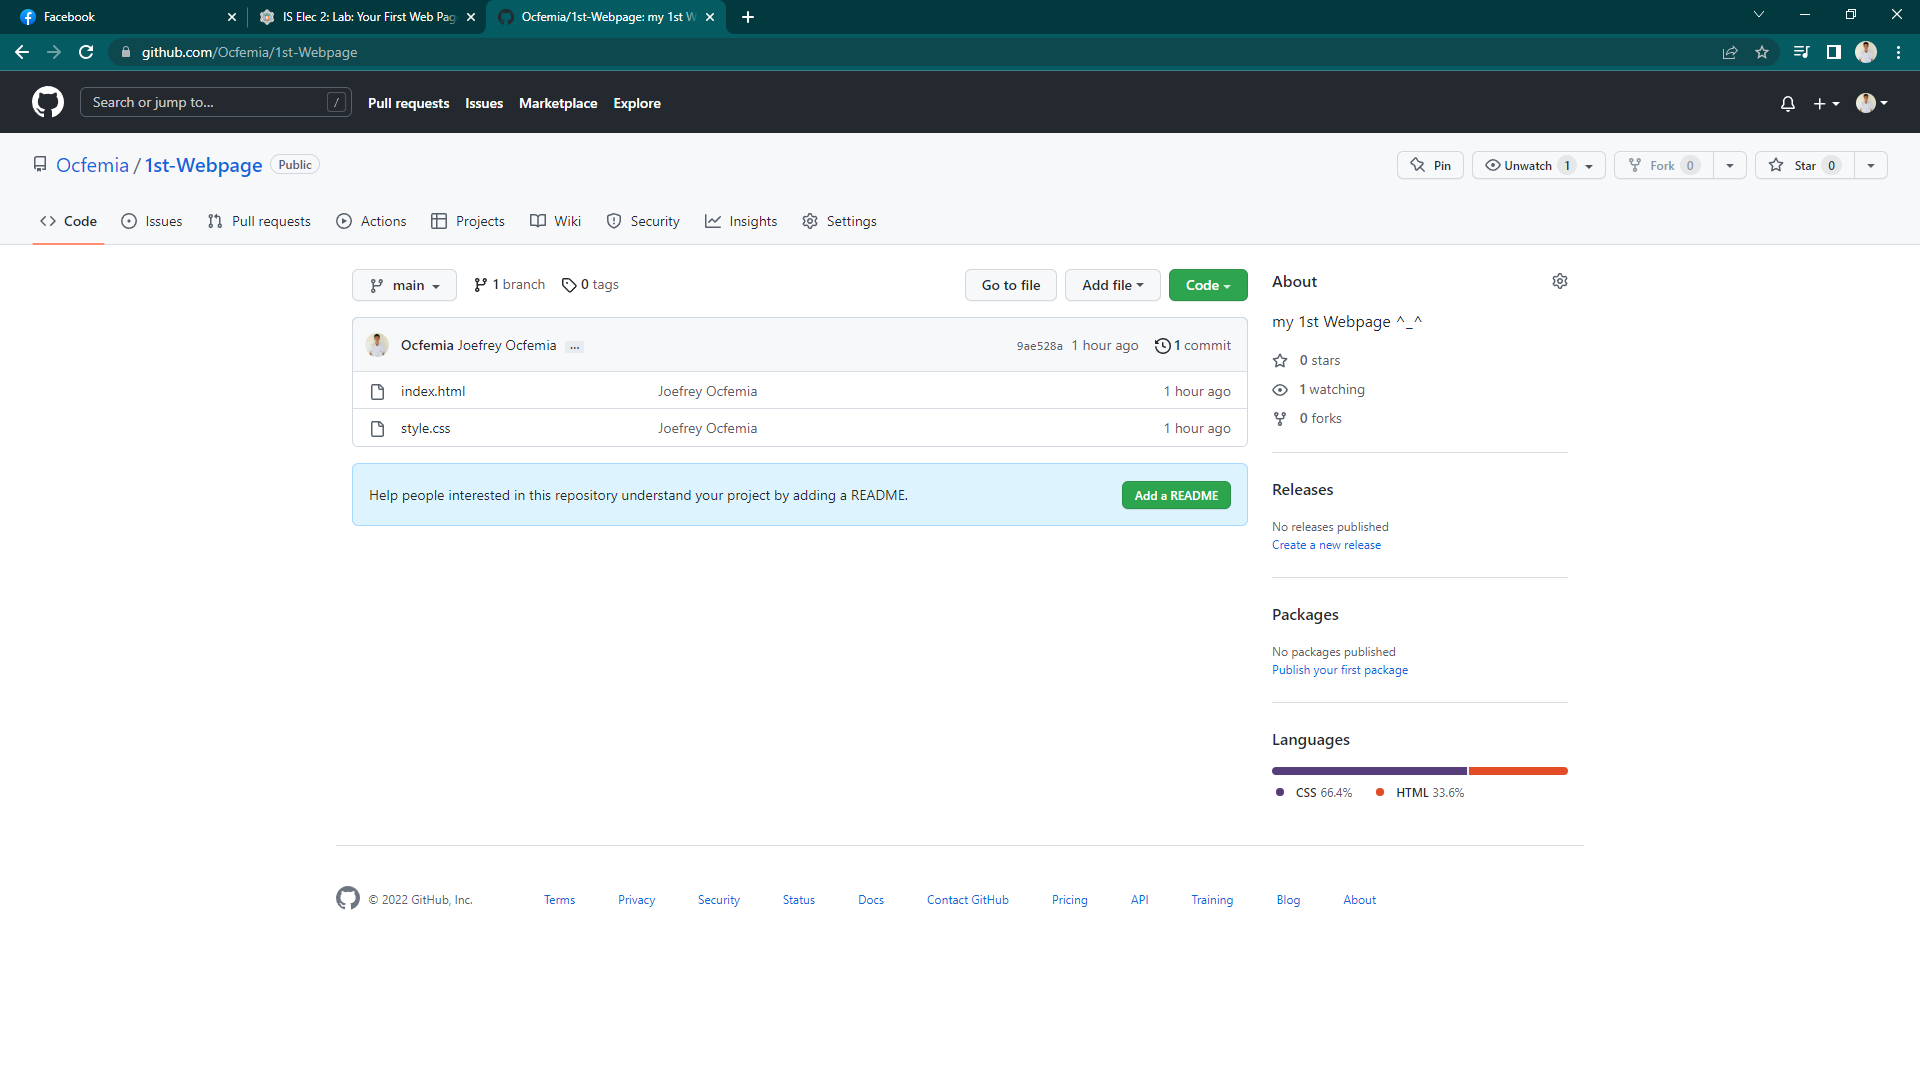 Facebook
IS Elec 2: Lab: Your First Web Pag
Ocfemia/1st-Webpage: my 1st W
github.com/Ocfemia/1st-Webpage
Search or jump to... /
Pull requests Issues Marketplace Explore
Ocfemia / 1st-Webpage Public
Pin Unwatch 1 Fork 0 Star 0
Code Issues Pull requests Actions Projects Wiki Security Insights Settings
main 1 branch 0 tags Go to file Add file Code
Ocfemia Joefrey Ocfemia ... 9ae528a 1 hour ago 1 commit
index.html Joefrey Ocfemia 1 hour ago
style.css Joefrey Ocfemia 1 hour ago
Help people interested in this repository understand your project by adding a README. Add a README
About
my 1st Webpage ^_^
0 stars
1 watching
0 forks
Releases
No releases published
Create a new release
Packages
No packages published
Publish your first package
Languages
CSS 66.4% HTML 33.6%
© 2022 GitHub, Inc. Terms Privacy Security Status Docs Contact GitHub Pricing API Training Blog About